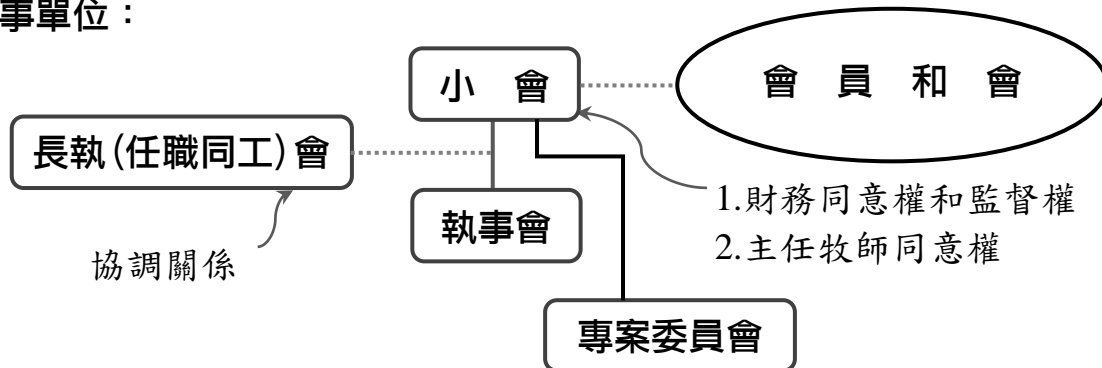 事單位：
小會
會員和會
長執(任職同工)會
執事會
1.財務同意權和監督權
2.主任牧師同意權
協調關係
專案委員會